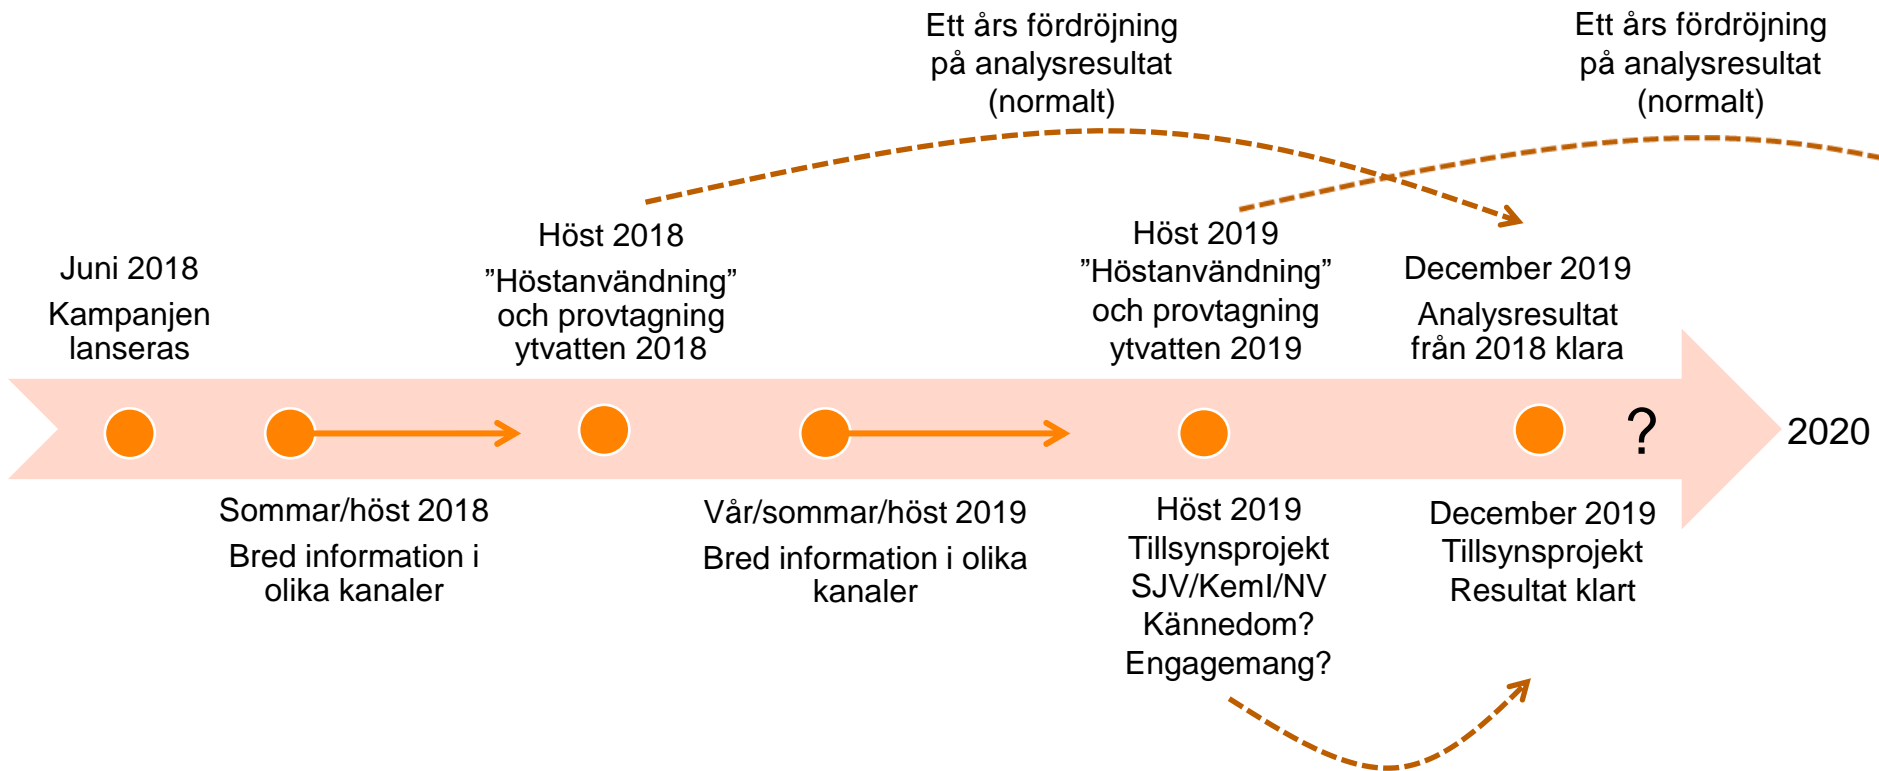 Ett års fördröjning
på analysresultat
(normalt)
Ett års fördröjning
på analysresultat
(normalt)
Juni 2018
Kampanjen
lanseras
Höst 2018
”Höstanvändning”
och provtagning
ytvatten 2018
Höst 2019
”Höstanvändning”
och provtagning
ytvatten 2019
December 2019
Analysresultat
från 2018 klara
?
2020
Sommar/höst 2018
Bred information i
olika kanaler
Vår/sommar/höst 2019
Bred information i olika
kanaler
Höst 2019
Tillsynsprojekt
SJV/KemI/NV
Kännedom?
Engagemang?
December 2019
Tillsynsprojekt
Resultat klart